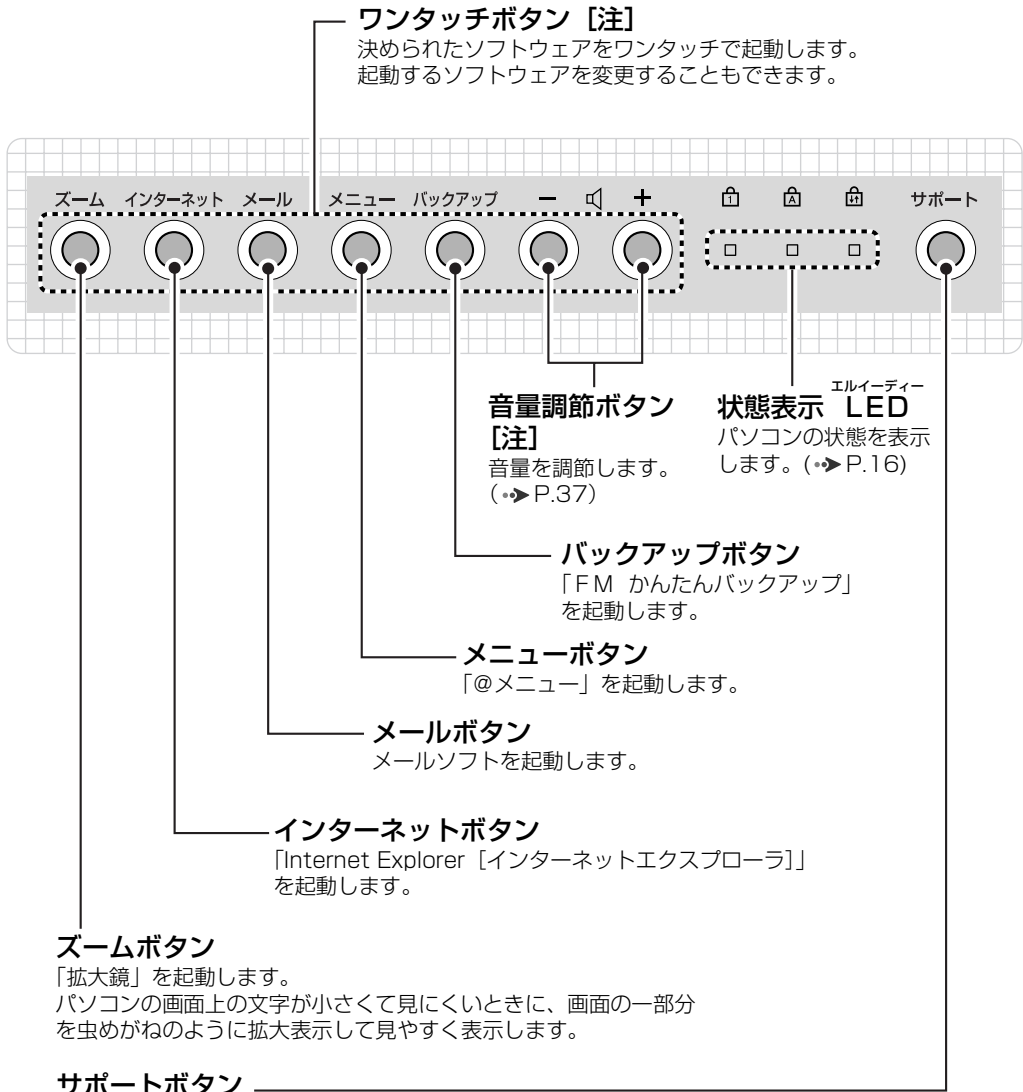 ワンタッチボタン［注］
決められたソフトウェアをワンタッチで起動します。
起動するソフトウェアを変更することもできます。
ズーム インターネット メール メニュー バックアップ － ＋ 1 A サポート
音量調節ボタン
［注］
音量を調節します。
（ P.37）
エルイーディー
状態表示 LED
パソコンの状態を表示
します。( P.16)
バックアップボタン
「FM かんたんバックアップ」
を起動します。
メニューボタン
「@メニュー」を起動します。
メールボタン
メールソフトを起動します。
インターネットボタン
「Internet Explorer［インターネットエクスプローラ］」
を起動します。
ズームボタン
「拡大鏡」を起動します。
パソコンの画面上の文字が小さくて見にくいときに、画面の一部分
を虫めがねのように拡大表示して見やすく表示します。
サポートボタン